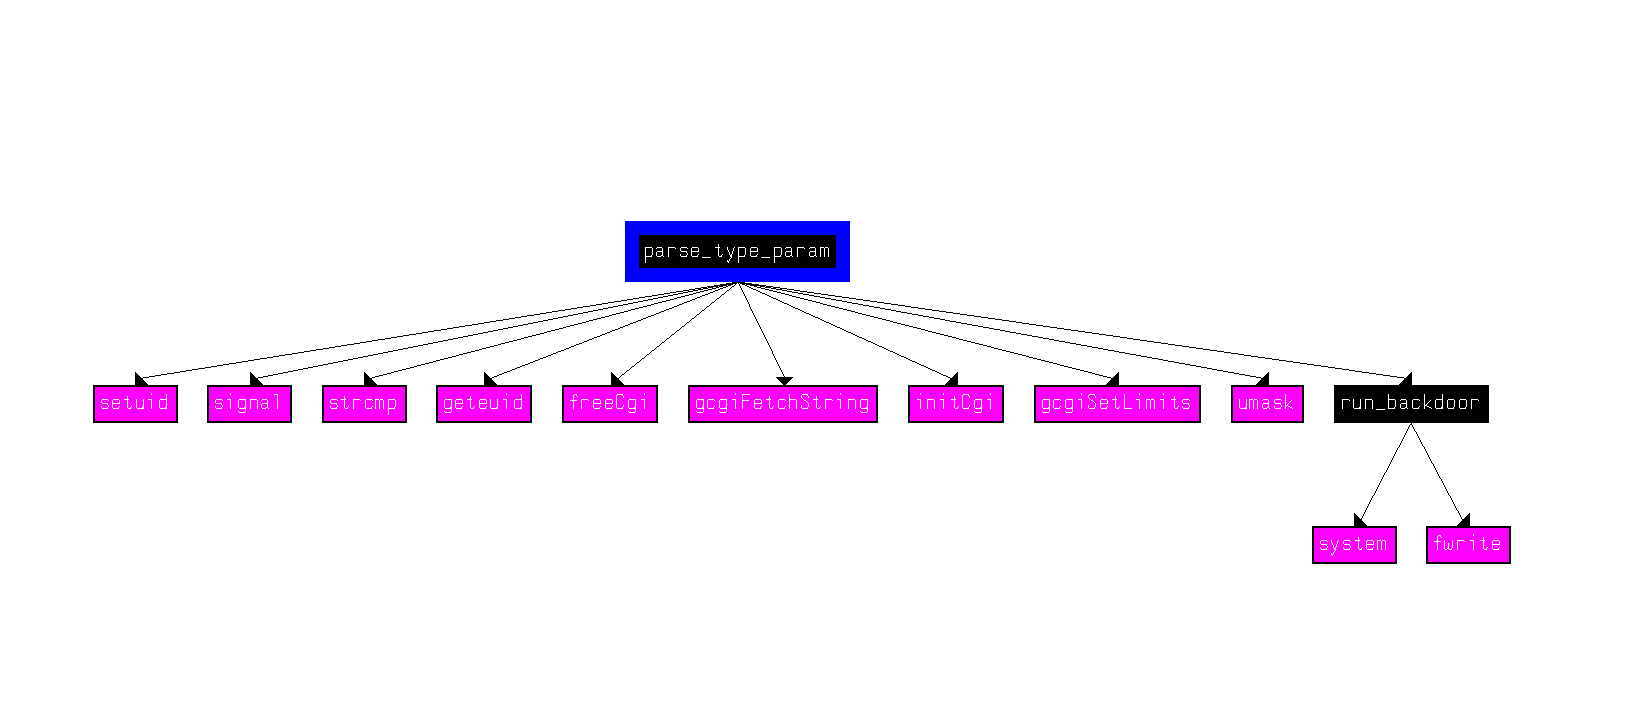 parse_type_param
setuid
signal
strcmp
geteuid
freeCgi
gcgiFetchString
initCgi
gcgiSetLimits
umask
run_backdoor
system
fwrite